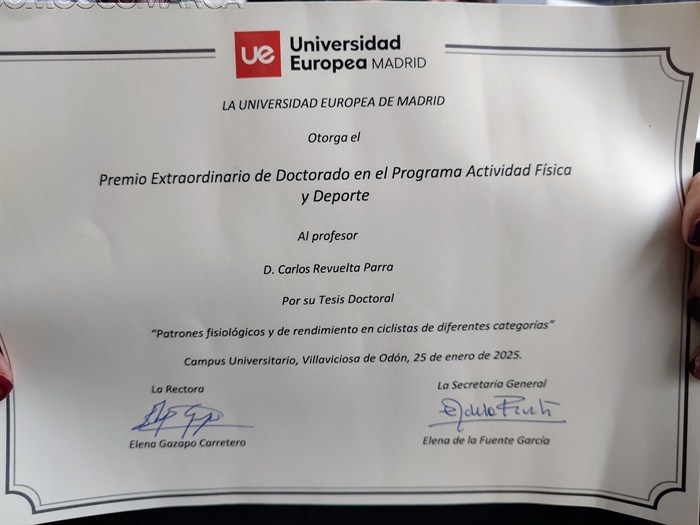 COMOSCOMARCA
ue Universidad
Europea MADRID
LA UNIVERSIDAD EUROPEA DE MADRID
Otorga el
Premio Extraordinario de Doctorado en el Programa Actividad Física
y Deporte
Al profesor
D. Carlos Revuelta Parra
Por su Tesis Doctoral
“Patrones fisiológicos y de rendimiento en ciclistas de diferentes categorías”
Campus Universitario, Villaviciosa de Odón, 25 de enero de 2025.
La Rectora
Elena Gazapo Carretero
La Secretaria General
Elena de la Fuente García